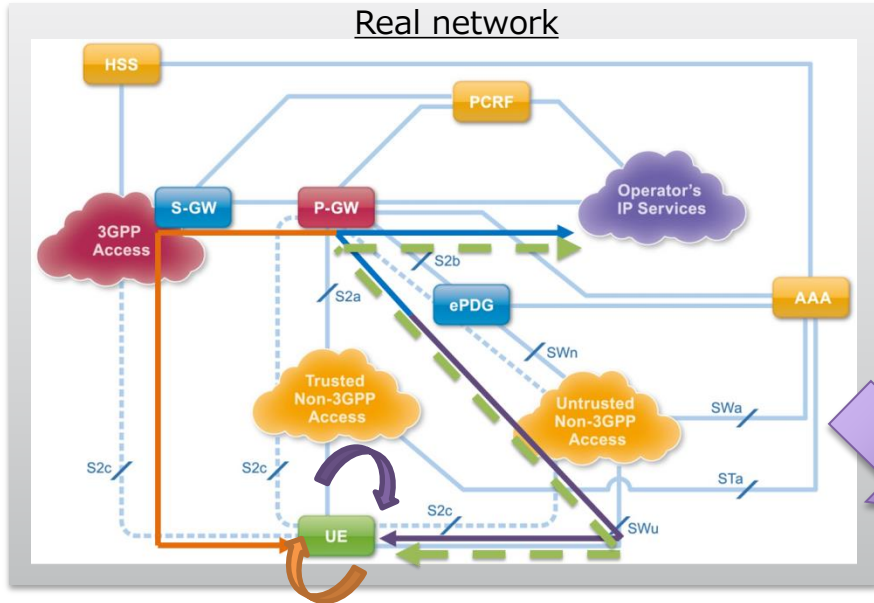 Real network
HSS
PCRF
Operator's
IP Services
S-GW
P-GW
3GPP
Access
S2b
S2a
ePDG
AAA
SWn
Trusted
Non-3GPP
Access
Untrusted
Non-3GPP
Access
SWa
S2c
S2c
STa
S2c
UE
SWu